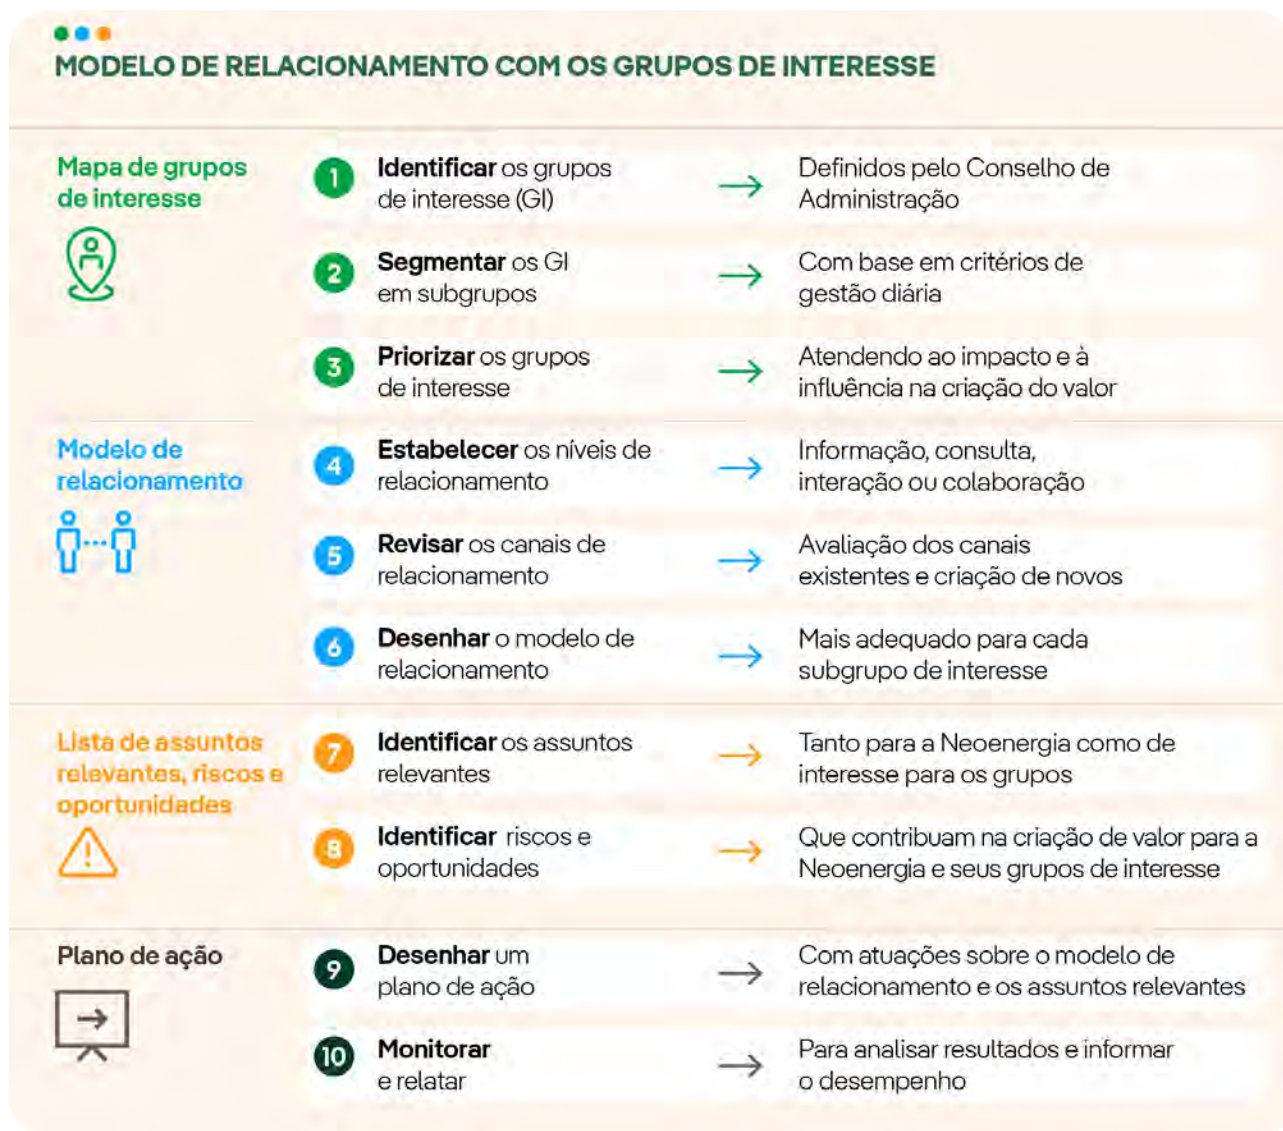 MODELO DE RELACIONAMENTO COM OS GRUPOS DE INTERESSE
Mapa de grupos
de interesse
1
Identificar os grupos
de interesse (GI)
Definidos pelo Conselho de
Administração
2
Segmentar os GI
em subgrupos
Com base em critérios de
gestão diária
3
Priorizar os grupos
de interesse
Atendendo ao impacto e à
influência na criação do valor
Modelo de
relacionamento
4
Estabelecer os níveis de
relacionamento
Informação, consulta,
interação ou colaboração
5
Revisar os canais de
relacionamento
Avaliação dos canais
existentes e criação de novos
6
Desenhar o modelo de
relacionamento
Mais adequado para cada
subgrupo de interesse
Lista de assuntos
relevantes, riscos e
oportunidades
7
Identificar os assuntos
relevantes
Tanto para a Neoenergia como de
interesse para os grupos
8
Identificar riscos e
oportunidades
Que contribuam na criação de valor para a
Neoenergia e seus grupos de interesse
Plano de ação
9
Desenhar um
plano de ação
Com atuações sobre o modelo de
relacionamento e os assuntos relevantes
10
Monitorar
e relatar
Para analisar resultados e informar
o desempenho